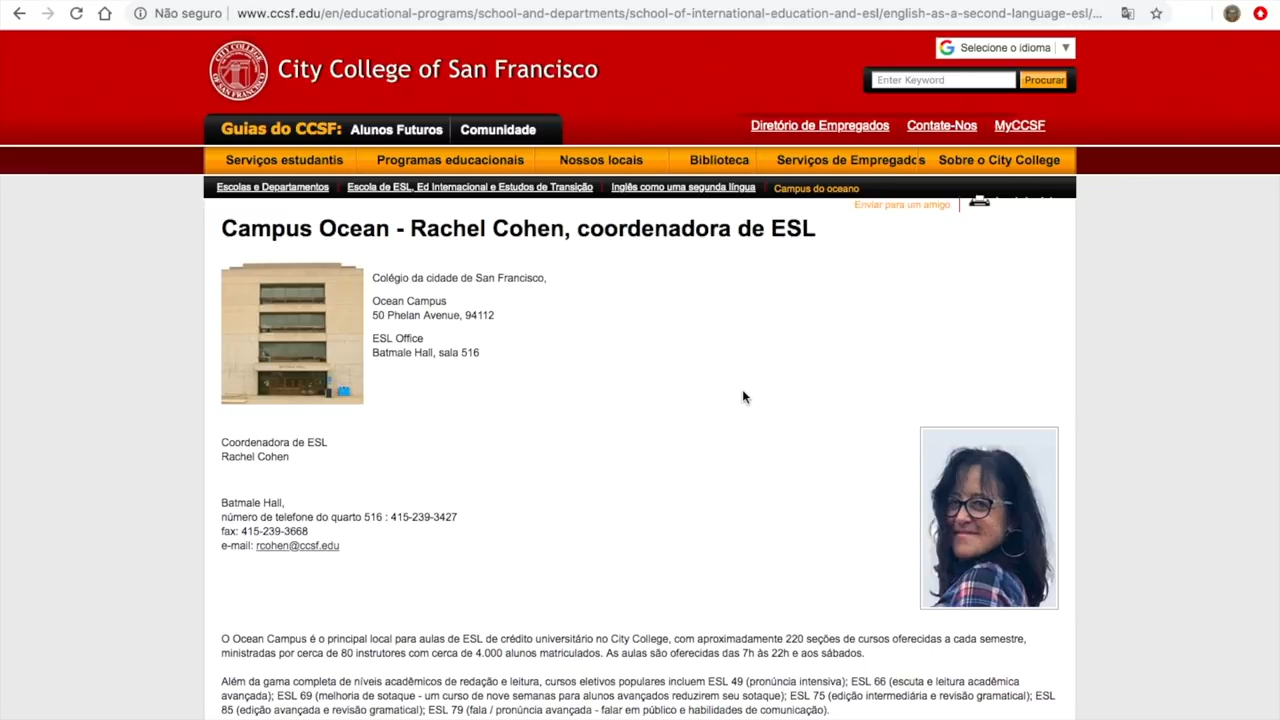 Não seguro | www.ccsf.edu/en/educational-programs/school-and-departments/school-of-international-education-and-esl/english-as-a-second-language-esl/...
Selecione o idioma ▼
CITY COLLEGE OF SAN FRANCISCO
City College of San Francisco
Enter Keyword
Procurar
Guias do CCSF: Alunos Futuros Comunidade
Diretório de Empregados Contate-Nos MyCCSF
Serviços estudantis Programas educacionais Nossos locais Biblioteca Serviços de Empregados Sobre o City College
Escolas e Departamentos Escola de ESL, Ed Internacional e Estudos de Transição Inglês como uma segunda língua Campus do oceano
Enviar para um amigo
Campus Ocean - Rachel Cohen, coordenadora de ESL
Colégio da cidade de San Francisco,
Ocean Campus
50 Phelan Avenue, 94112
ESL Office
Batmale Hall, sala 516
Coordenadora de ESL
Rachel Cohen
Batmale Hall,
número de telefone do quarto 516 : 415-239-3427
fax: 415-239-3668
e-mail: rcohen@ccsf.edu
O Ocean Campus é o principal local para aulas de ESL de crédito universitário no City College, com aproximadamente 220 seções de cursos oferecidas a cada semestre,
ministradas por cerca de 80 instrutores com cerca de 4.000 alunos matriculados. As aulas são oferecidas das 7h às 22h e aos sábados.
Além da gama completa de níveis acadêmicos de redação e leitura, cursos eletivos populares incluem ESL 49 (pronúncia intensiva); ESL 66 (escuta e leitura acadêmica
avançada); ESL 69 (melhoria de sotaque - um curso de nove semanas para alunos avançados reduzirem seu sotaque); ESL 75 (edição intermediária e revisão gramatical); ESL
85 (edição avançada e revisão gramatical); ESL 79 (fala / pronúncia avançada - falar em público e habilidades de comunicação).